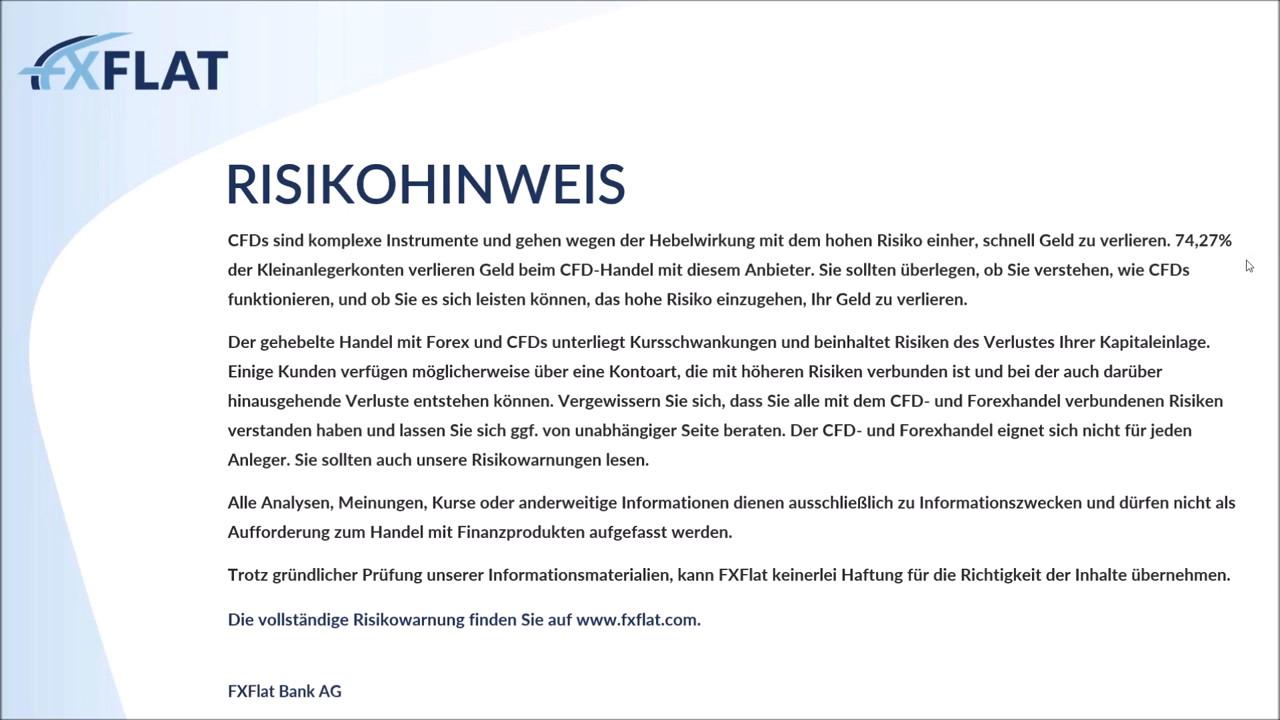 FXFLAT
RISIKOHINWEIS
CFDs sind komplexe Instrumente und gehen wegen der Hebelwirkung mit dem hohen Risiko einher, schnell Geld zu verlieren. 74,27%
der Kleinanlegerkonten verlieren Geld beim CFD-Handel mit diesem Anbieter. Sie sollten überlegen, ob Sie verstehen, wie CFDs
funktionieren, und ob Sie es sich leisten können, das hohe Risiko einzugehen, Ihr Geld zu verlieren.
Der gehebelte Handel mit Forex und CFDs unterliegt Kursschwankungen und beinhaltet Risiken des Verlustes Ihrer Kapitaleinlage.
Einige Kunden verfügen möglicherweise über eine Kontoart, die mit höheren Risiken verbunden ist und bei der auch darüber
hinausgehende Verluste entstehen können. Vergewissern Sie sich, dass Sie alle mit dem CFD- und Forexhandel verbundenen Risiken
verstanden haben und lassen Sie sich ggf. von unabhängiger Seite beraten. Der CFD- und Forexhandel eignet sich nicht für jeden
Anleger. Sie sollten auch unsere Risikowarnungen lesen.
Alle Analysen, Meinungen, Kurse oder anderweitige Informationen dienen ausschließlich zu Informationszwecken und dürfen nicht als
Aufforderung zum Handel mit Finanzprodukten aufgefasst werden.
Trotz gründlicher Prüfung unserer Informationsmaterialien, kann FXFlat keinerlei Haftung für die Richtigkeit der Inhalte übernehmen.
Die vollständige Risikowarnung finden Sie auf www.fxflat.com.
FXFlat Bank AG